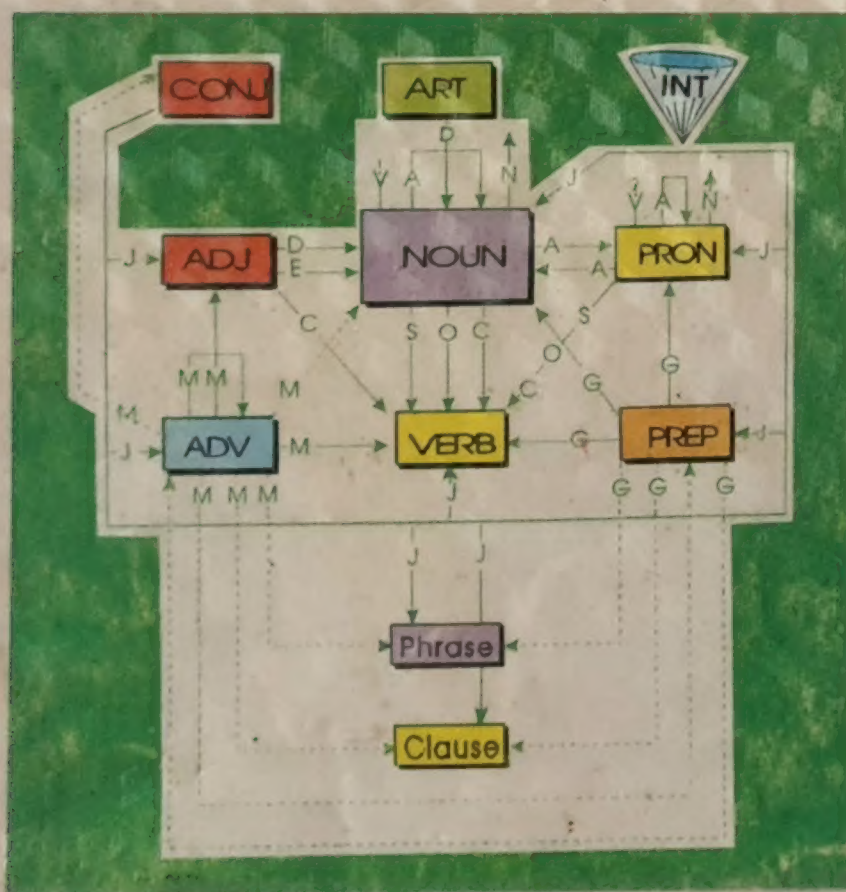 CONJ ART INT
D
V A N J V A N
ADJ D NOUN A PRON J
J E A
C S O C S
O
M M M G G
C
M
J ADV M VERB G PREP J
M M M J G G G
J J
Phrase
Clause